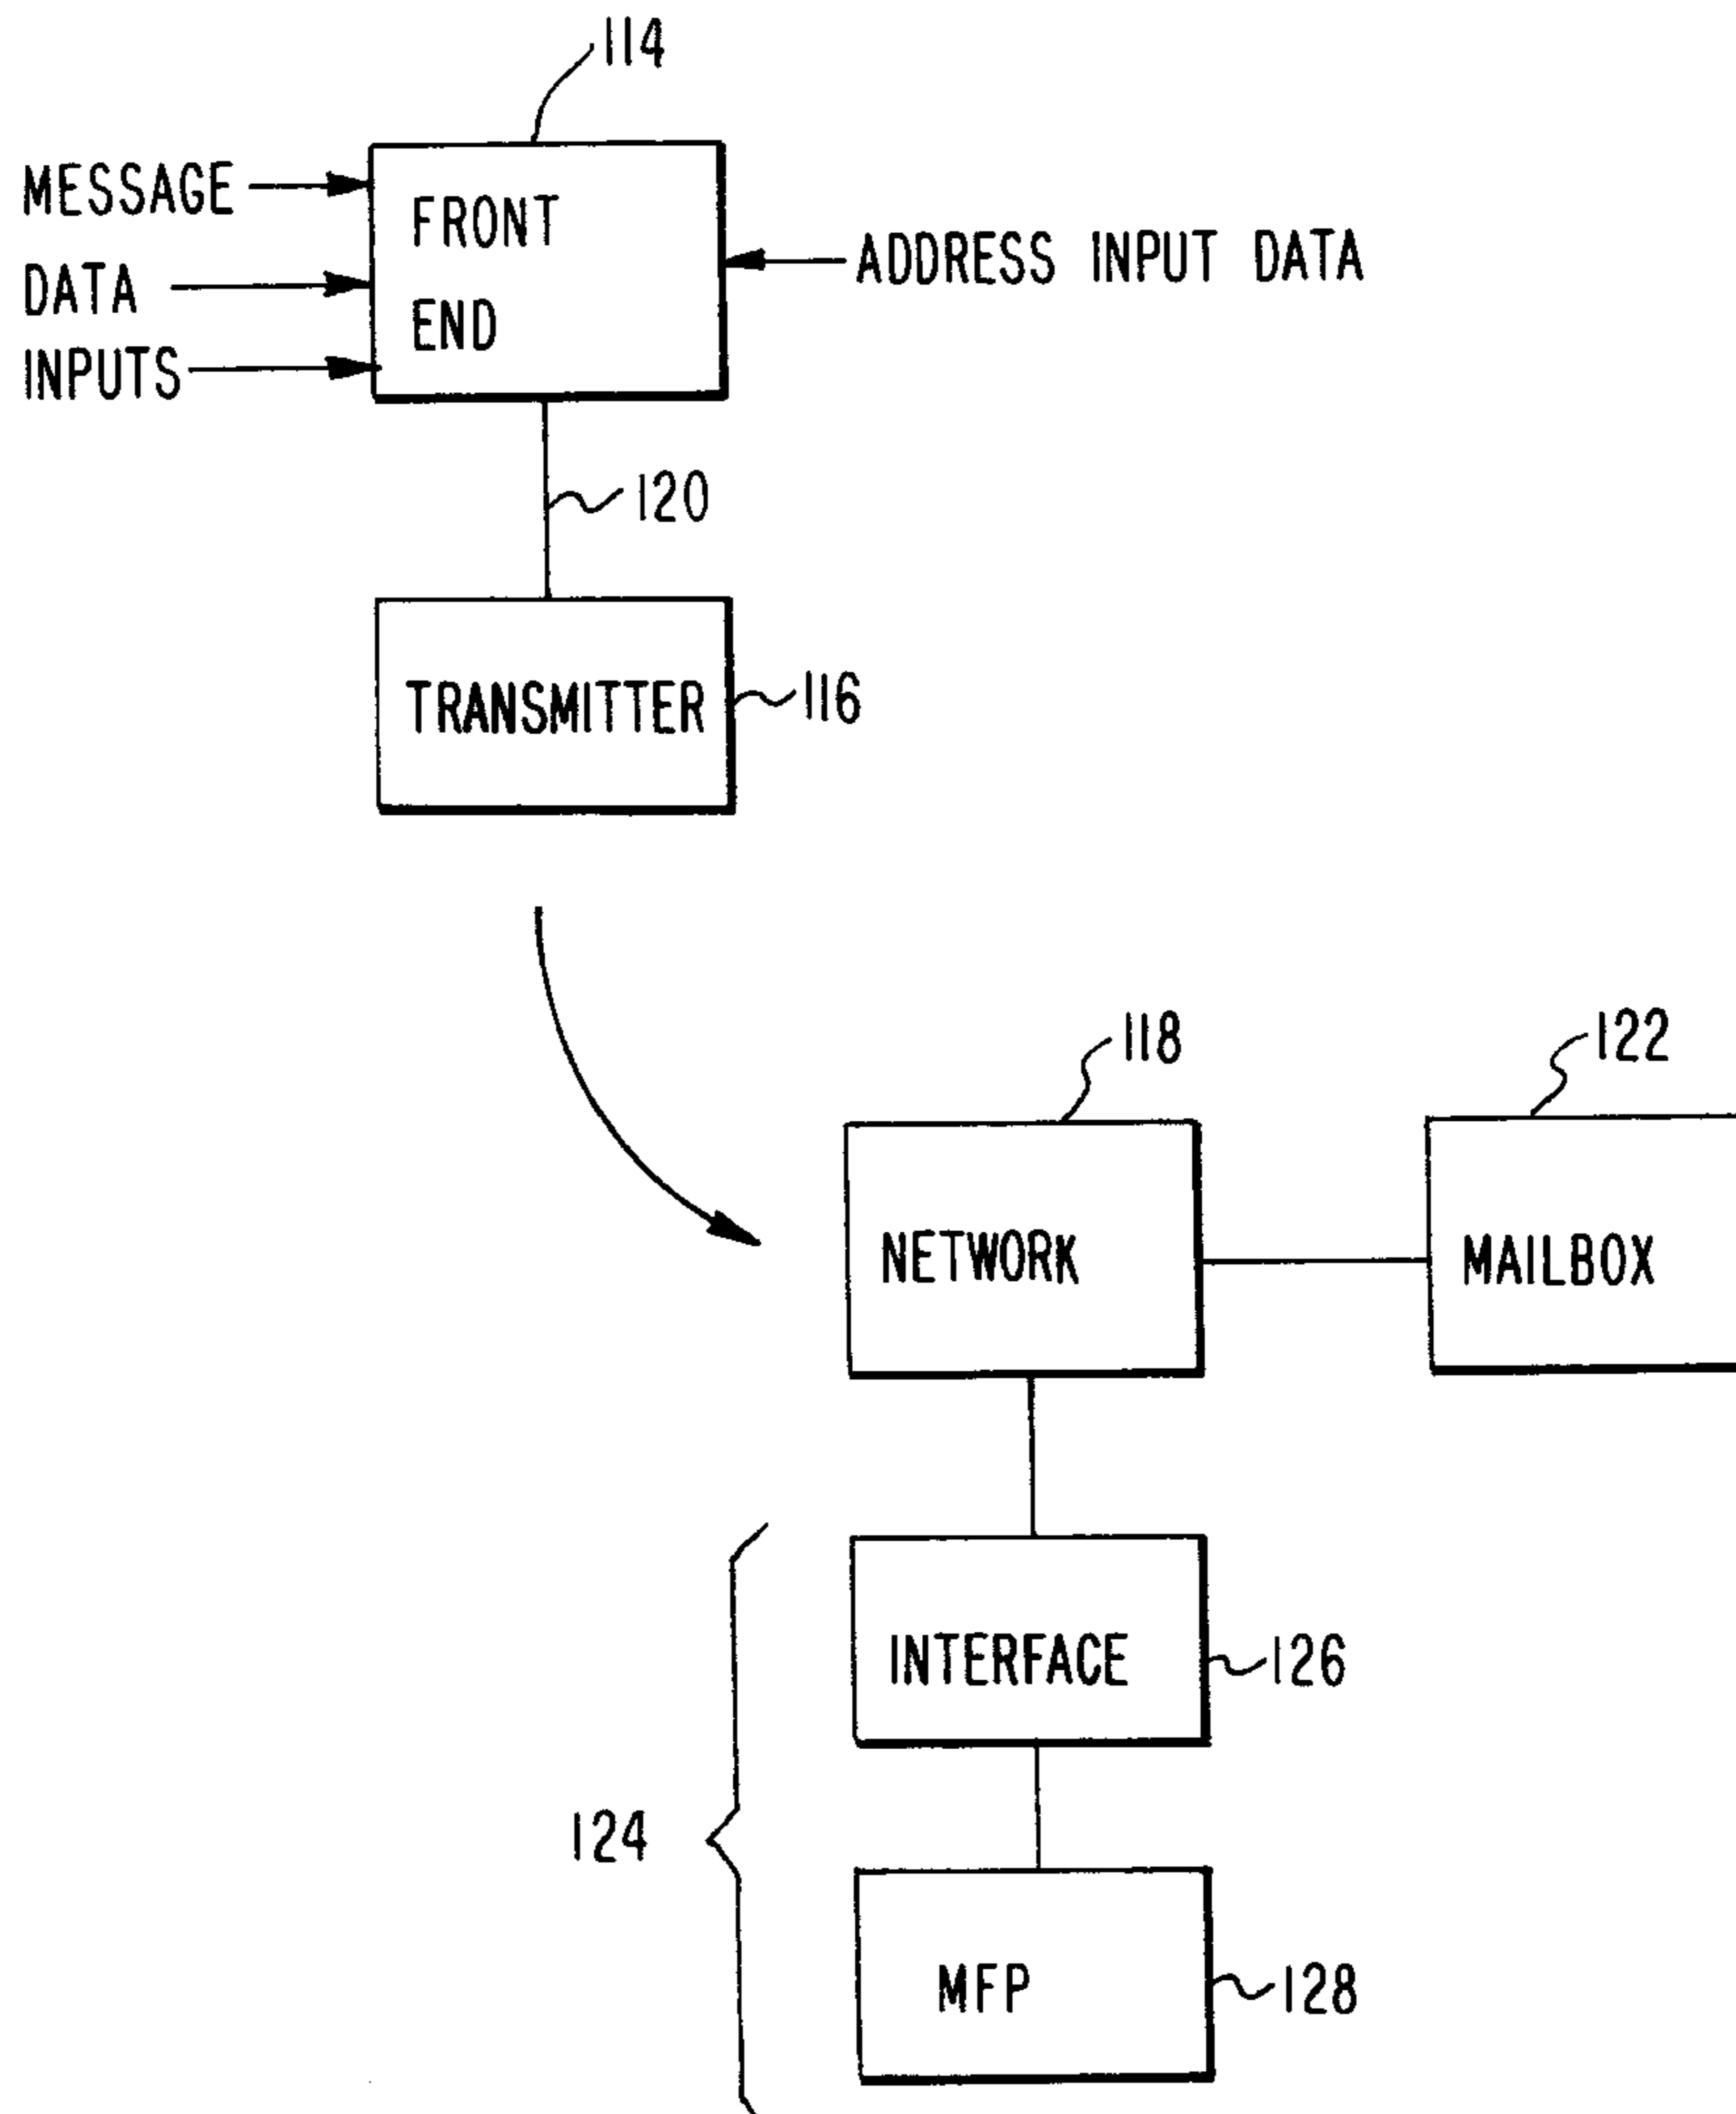 114
MESSAGE
DATA
INPUTS
FRONT
END
ADDRESS INPUT DATA
120
TRANSMITTER
116
118
122
NETWORK
MAILBOX
INTERFACE
126
124
MFP
128